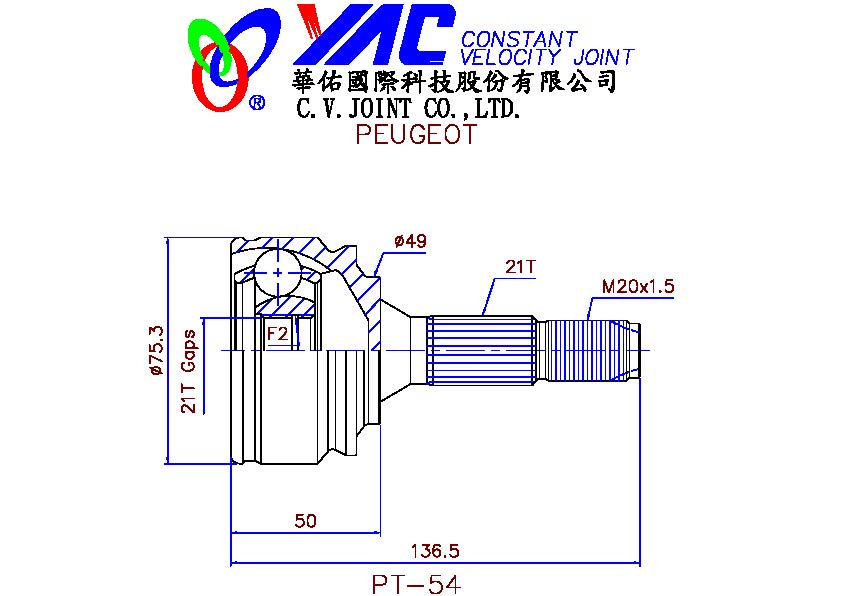 YAC CONSTANT
VELOCITY JOINT
®
華佑國際科技股份有限公司
C.V.JOINT CO.,LTD.
PEUGEOT
ø49
21T
M20x1.5
F2
ø75.3
21T Gaps
50
136.5
PT-54